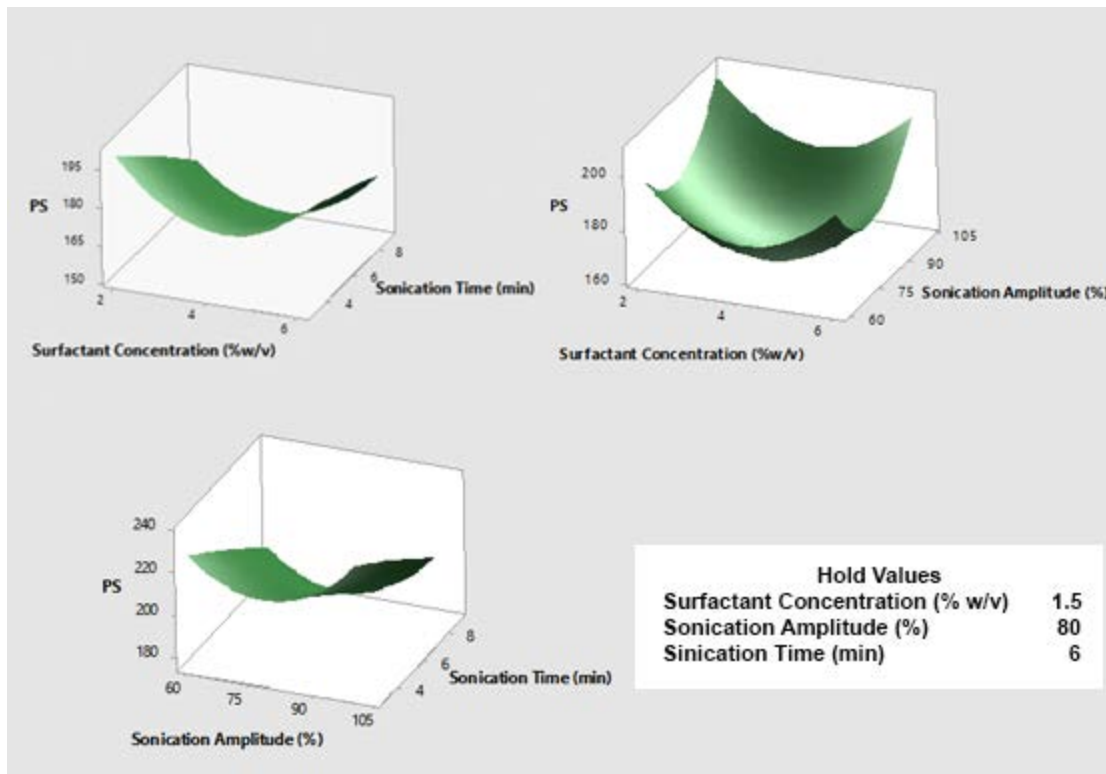 195
180
PS
165
150
2
4
6
Surfactant Concentration (%w/v)
4
6
8
Sonication Time (min)
200
PS
180
160
2
4
6
Surfactant Concentration (%w/v)
60
75
90
105
Sonication Amplitude (%)
240
220
PS
200
180
60
75
90
105
Sonication Amplitude (%)
4
6
8
Sonication Time (min)
Hold Values
Surfactant Concentration (% w/v) 1.5
Sonication Amplitude (%) 80
Sinication Time (min) 6